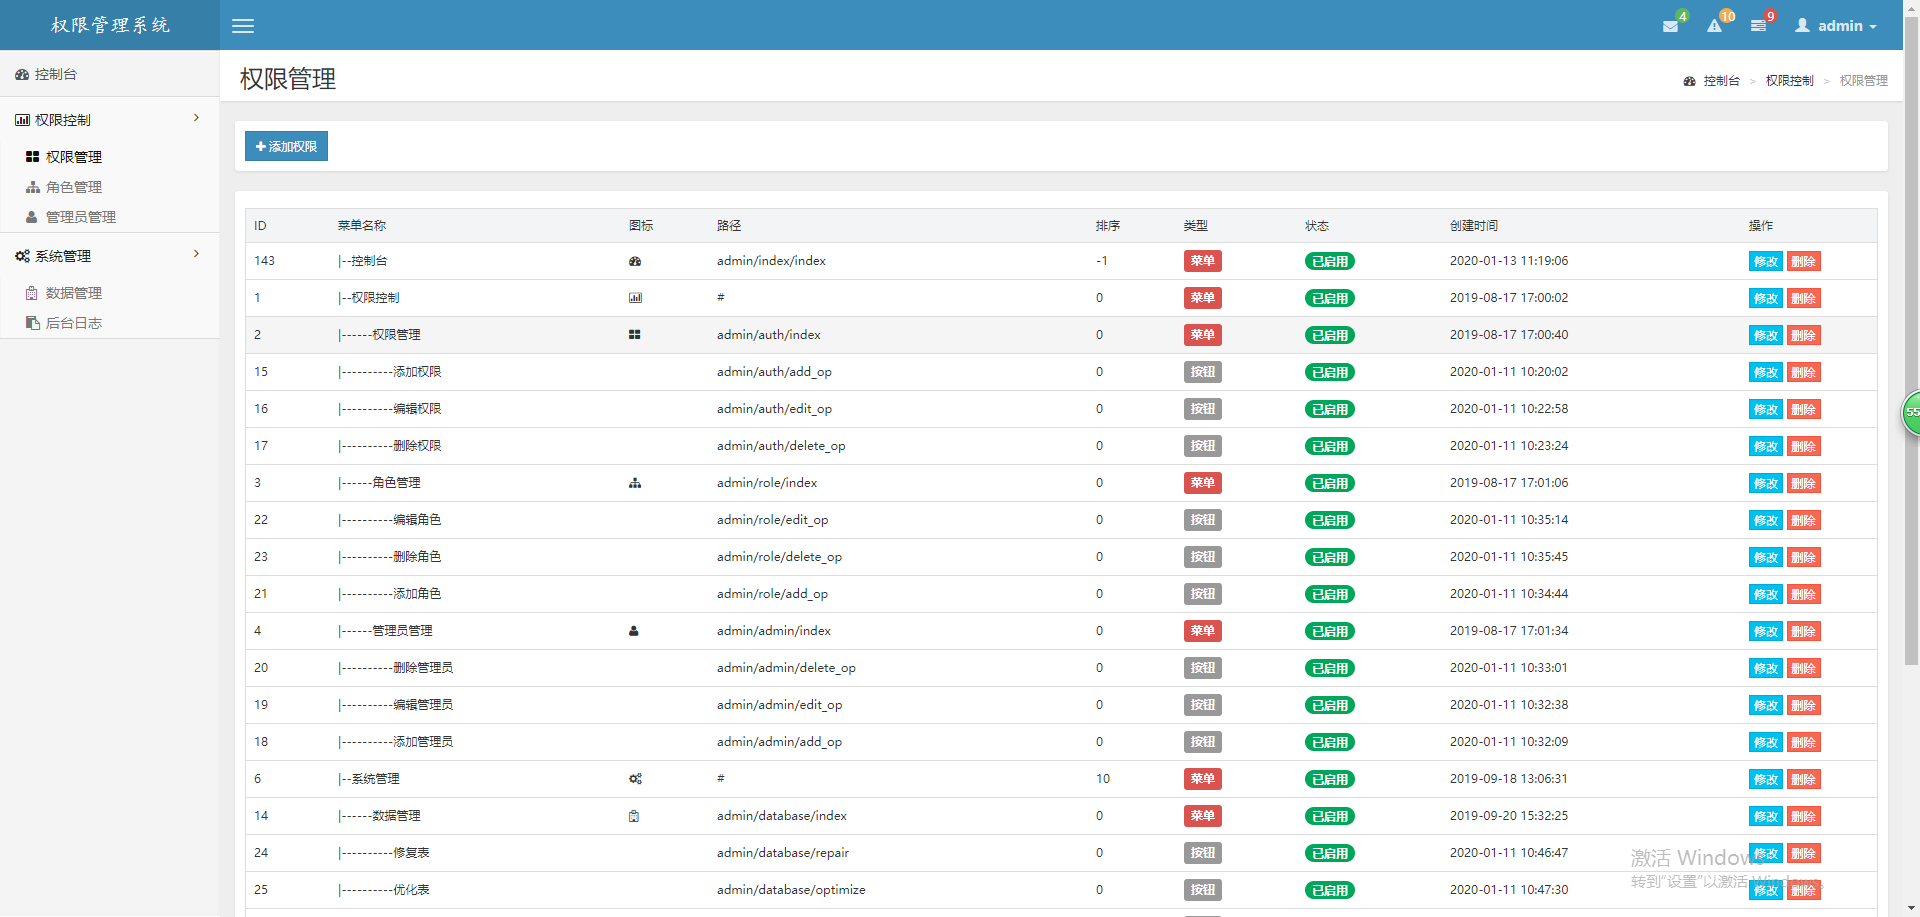 权限管理系统
4
10
9
admin
控制台
权限控制
权限管理
角色管理
管理员管理
系统管理
数据管理
后台日志
权限管理
控制台 > 权限控制 > 权限管理
添加权限
ID 菜单名称 图标 路径 排序 类型 状态 创建时间 操作
143 |--控制台 admin/index/index -1 菜单 已启用 2020-01-13 11:19:06 修改 删除
1 |--权限控制 # 0 菜单 已启用 2019-08-17 17:00:02 修改 删除
2 |------权限管理 admin/auth/index 0 菜单 已启用 2019-08-17 17:00:40 修改 删除
15 |----------添加权限 admin/auth/add_op 0 按钮 已启用 2020-01-11 10:20:02 修改 删除
16 |----------编辑权限 admin/auth/edit_op 0 按钮 已启用 2020-01-11 10:22:58 修改 删除
17 |----------删除权限 admin/auth/delete_op 0 按钮 已启用 2020-01-11 10:23:24 修改 删除
3 |------角色管理 admin/role/index 0 菜单 已启用 2019-08-17 17:01:06 修改 删除
22 |----------编辑角色 admin/role/edit_op 0 按钮 已启用 2020-01-11 10:35:14 修改 删除
23 |----------删除角色 admin/role/delete_op 0 按钮 已启用 2020-01-11 10:35:45 修改 删除
21 |----------添加角色 admin/role/add_op 0 按钮 已启用 2020-01-11 10:34:44 修改 删除
4 |------管理员管理 admin/admin/index 0 菜单 已启用 2019-08-17 17:01:34 修改 删除
20 |----------删除管理员 admin/admin/delete_op 0 按钮 已启用 2020-01-11 10:33:01 修改 删除
19 |----------编辑管理员 admin/admin/edit_op 0 按钮 已启用 2020-01-11 10:32:38 修改 删除
18 |----------添加管理员 admin/admin/add_op 0 按钮 已启用 2020-01-11 10:32:09 修改 删除
6 |--系统管理 # 10 菜单 已启用 2019-09-18 13:06:31 修改 删除
14 |------数据管理 admin/database/index 0 菜单 已启用 2019-09-20 15:32:25 修改 删除
24 |----------修复表 admin/database/repair 0 按钮 已启用 2020-01-11 10:46:47 修改 删除
25 |----------优化表 admin/database/optimize 0 按钮 已启用 2020-01-11 10:47:30 修改 删除
激活 Windows
转到"设置"以激活 Windows。
55